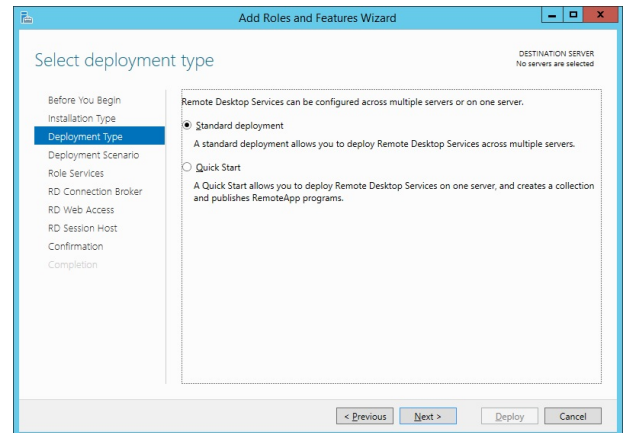 Add Roles and Features Wizard
Select deployment type
DESTINATION SERVER
No servers are selected
Before You Begin
Installation Type
Deployment Type
Deployment Scenario
Role Services
RD Connection Broker
RD Web Access
RD Session Host
Confirmation
Completion
Remote Desktop Services can be configured across multiple servers or on one server.
Standard deployment
A standard deployment allows you to deploy Remote Desktop Services across multiple servers.
Quick Start
A Quick Start allows you to deploy Remote Desktop Services on one server, and creates a collection
and publishes RemoteApp programs.
< Previous
Next >
Deploy
Cancel